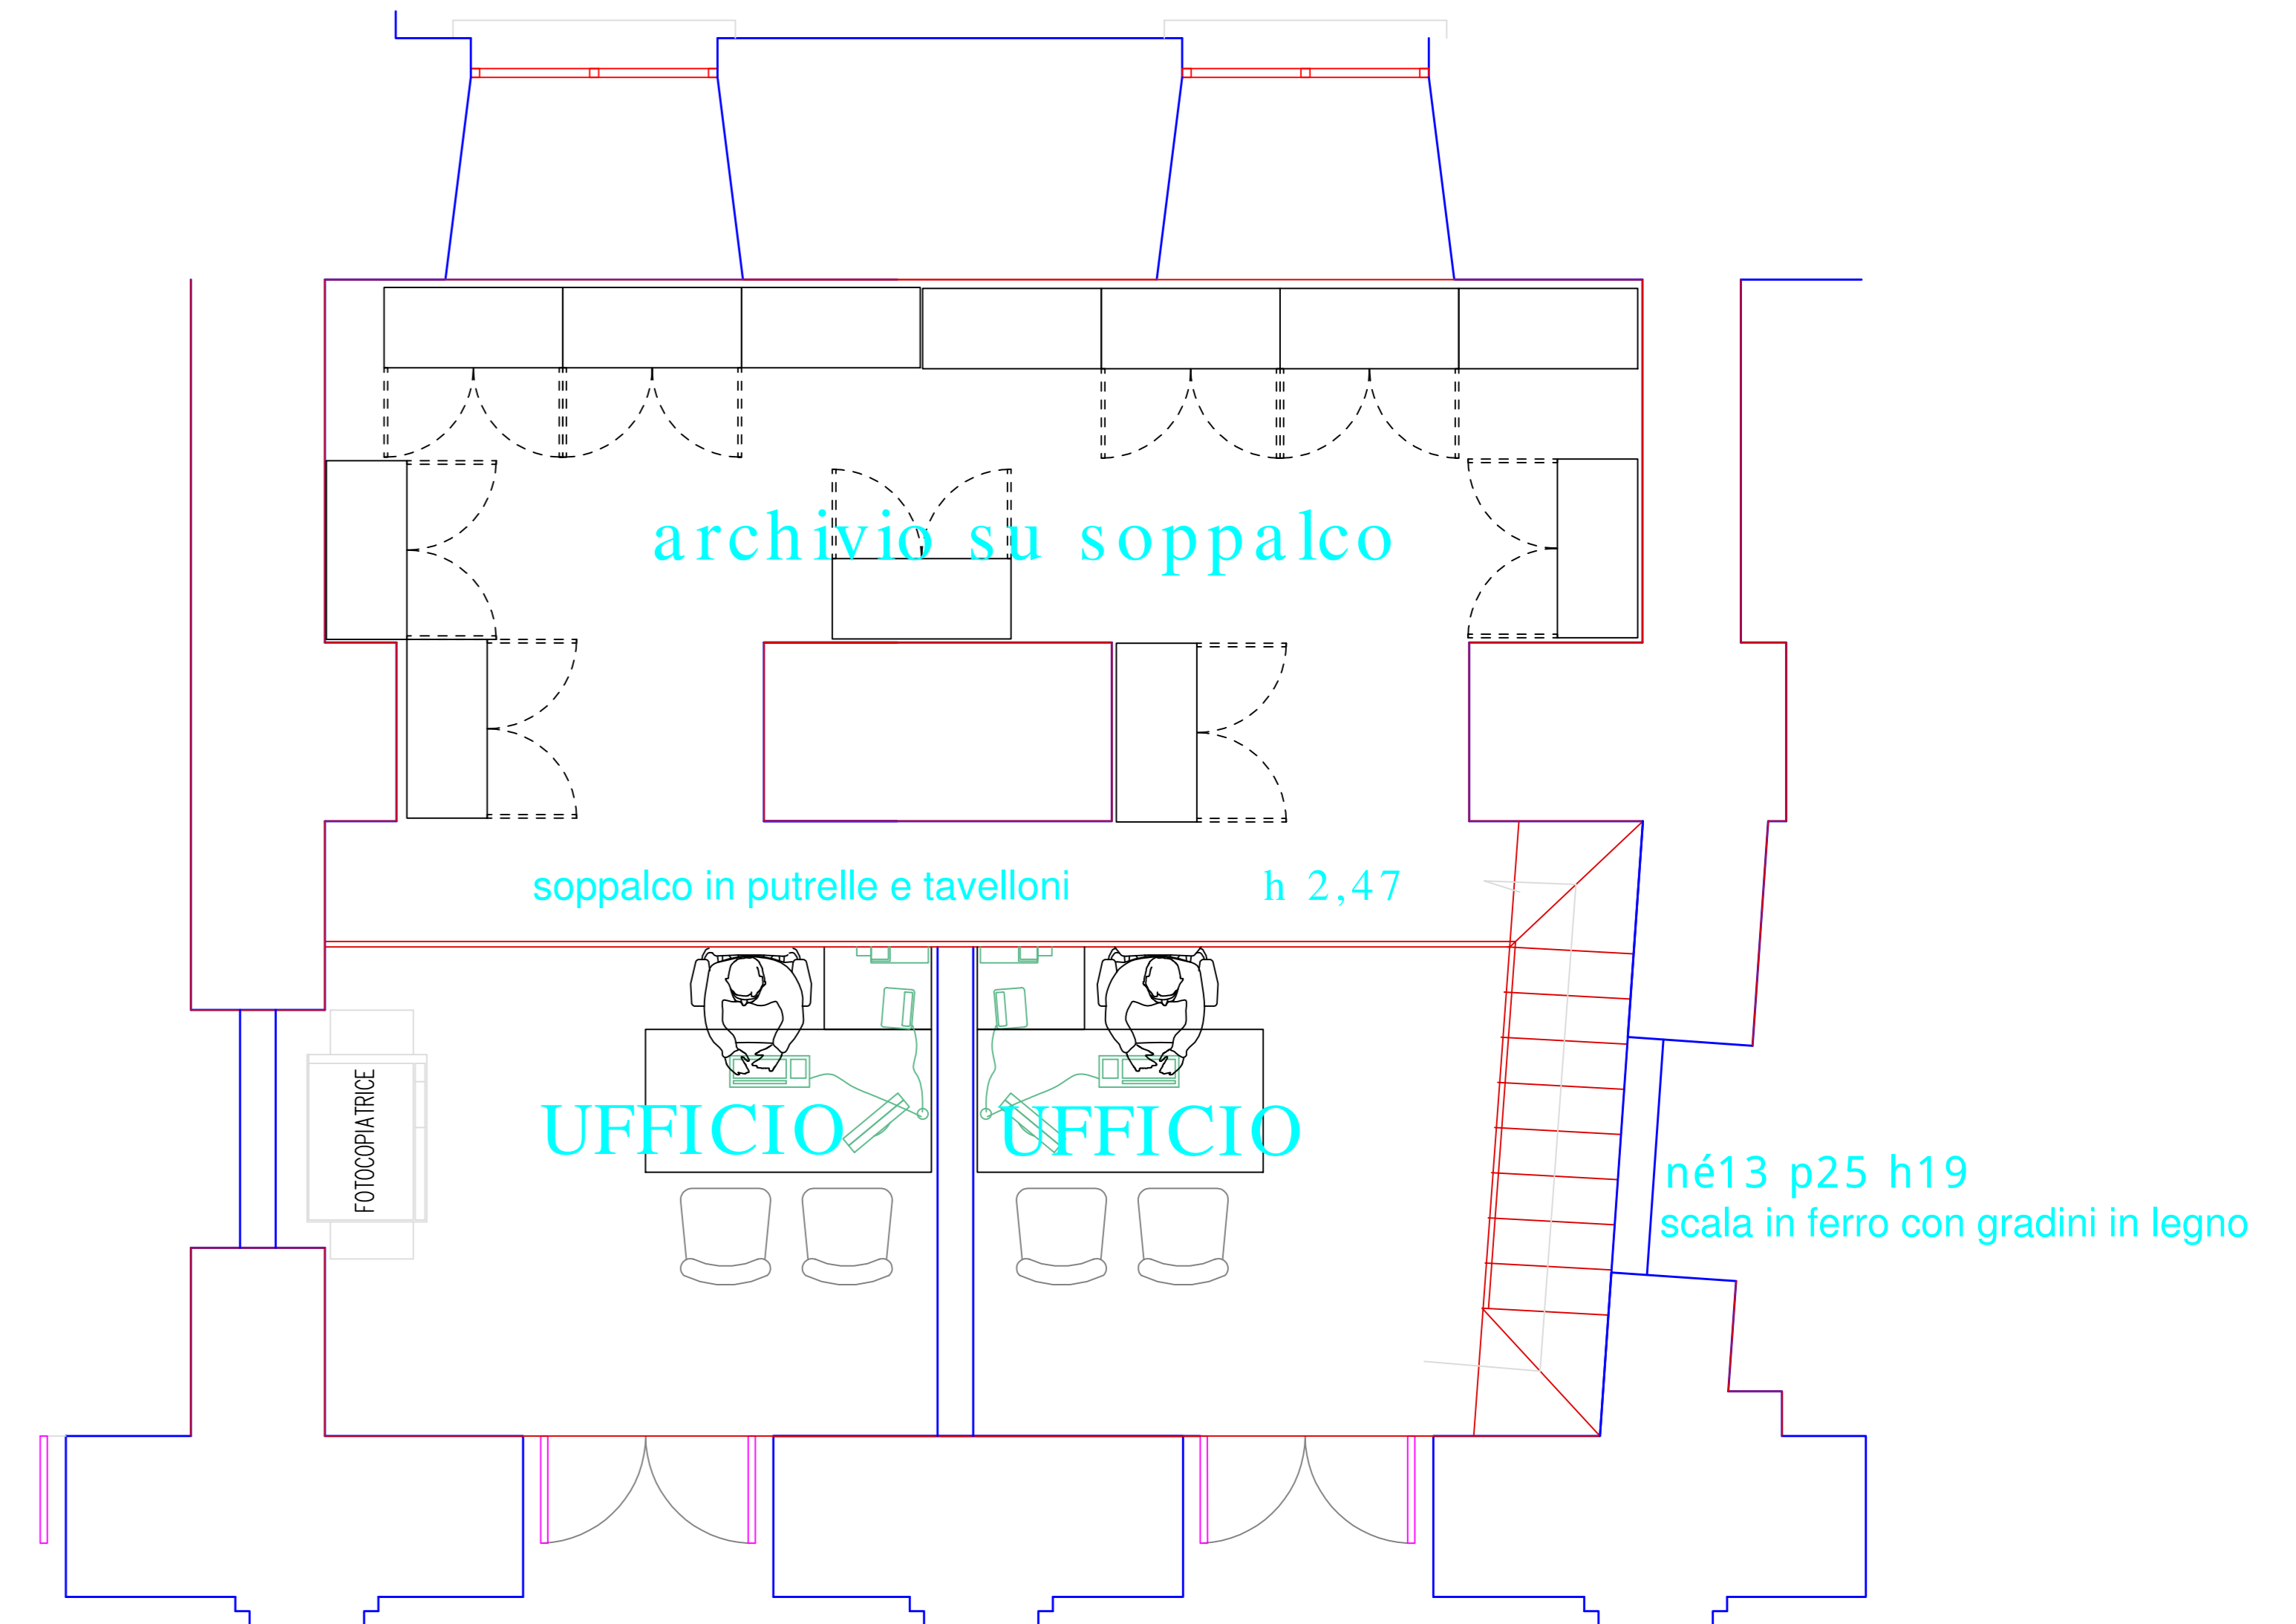 archivio su soppalco
soppalco in putrelle e tavelloni
h 2,47
FOTOCOPIATRICE
UFFICIO
UFFICIO
né13 p25 h19
scala in ferro con gradini in legno